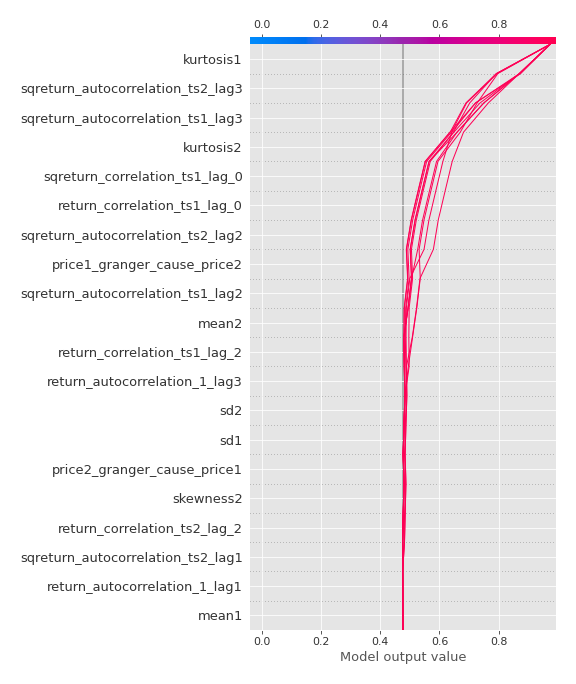 0.0 0.2 0.4 0.6 0.8
kurtosis1
sqreturn_autocorrelation_ts2_lag3
sqreturn_autocorrelation_ts1_lag3
kurtosis2
sqreturn_correlation_ts1_lag_0
return_correlation_ts1_lag_0
sqreturn_autocorrelation_ts2_lag2
price1_granger_cause_price2
sqreturn_autocorrelation_ts1_lag2
mean2
return_correlation_ts1_lag_2
return_autocorrelation_1_lag3
sd2
sd1
price2_granger_cause_price1
skewness2
return_correlation_ts2_lag_2
sqreturn_autocorrelation_ts2_lag1
return_autocorrelation_1_lag1
mean1
0.0 0.2 0.4 0.6 0.8
Model output value